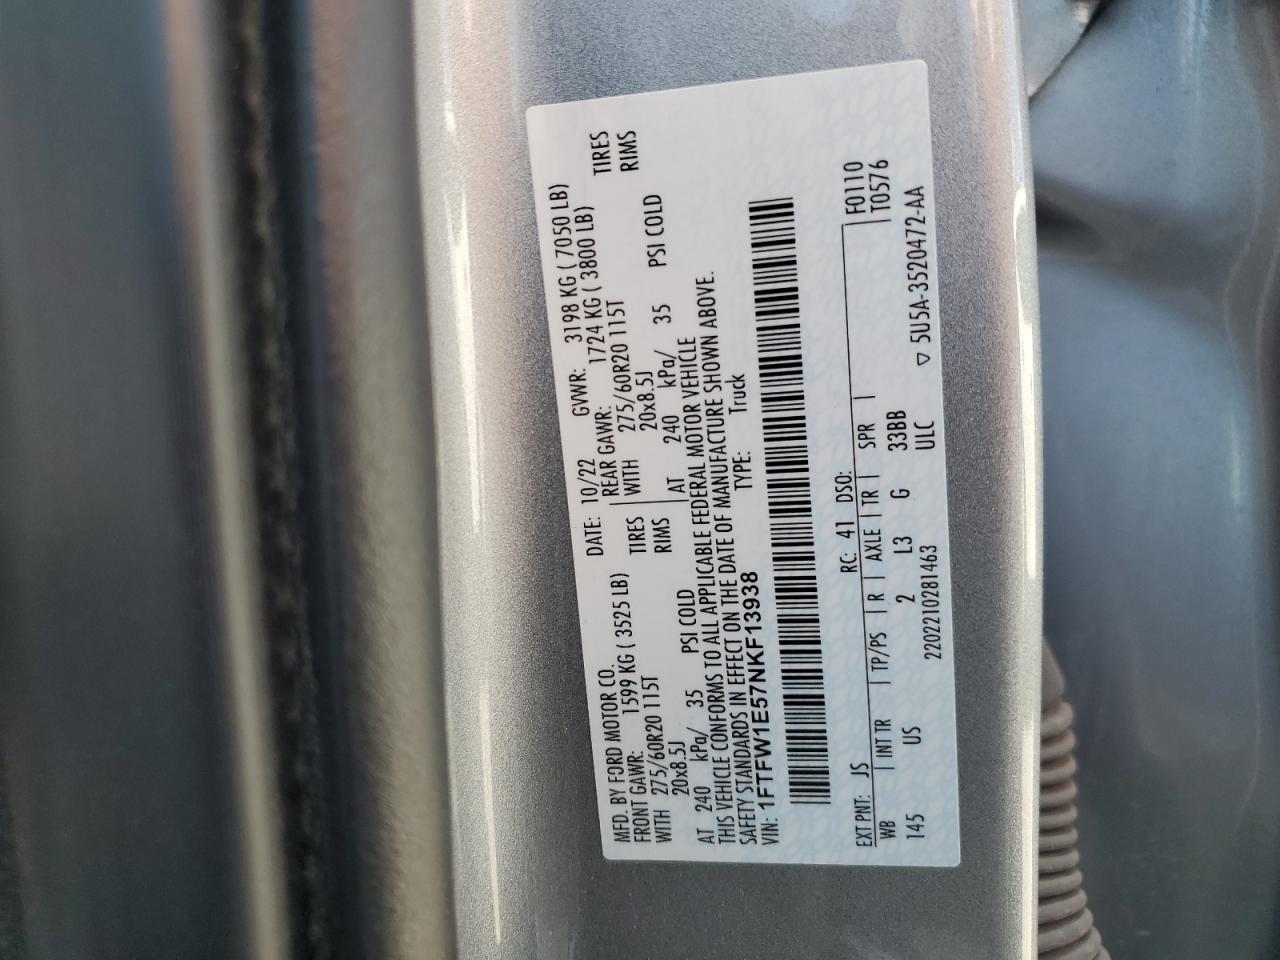 MFD. BY FORD MOTOR CO. DATE: 10/22 GVWR: 3198 KG ( 7050 LB)
FRONT GAWR: 1599 KG ( 3525 LB) REAR GAWR: 1724 KG ( 3800 LB)
WITH 275/60R20 115T TIRES WITH 275/60R20 115T TIRES
20x8.5J RIMS 20x8.5J RIMS
AT 240 kPa/ 35 PSI COLD AT 240 kPa/ 35 PSI COLD
THIS VEHICLE CONFORMS TO ALL APPLICABLE FEDERAL MOTOR VEHICLE
SAFETY STANDARDS IN EFFECT ON THE DATE OF MANUFACTURE SHOWN ABOVE.
VIN: 1FTFW1E57NKF13938 TYPE: Truck
EXT PNT: JS RC: 41 DSO: F0110
WB INT TR TP/PS R AXLE TR SPR T0576
145 US 2 L3 G 33BB
2202210281463 ULC ▽ 5U5A-3520472-AA